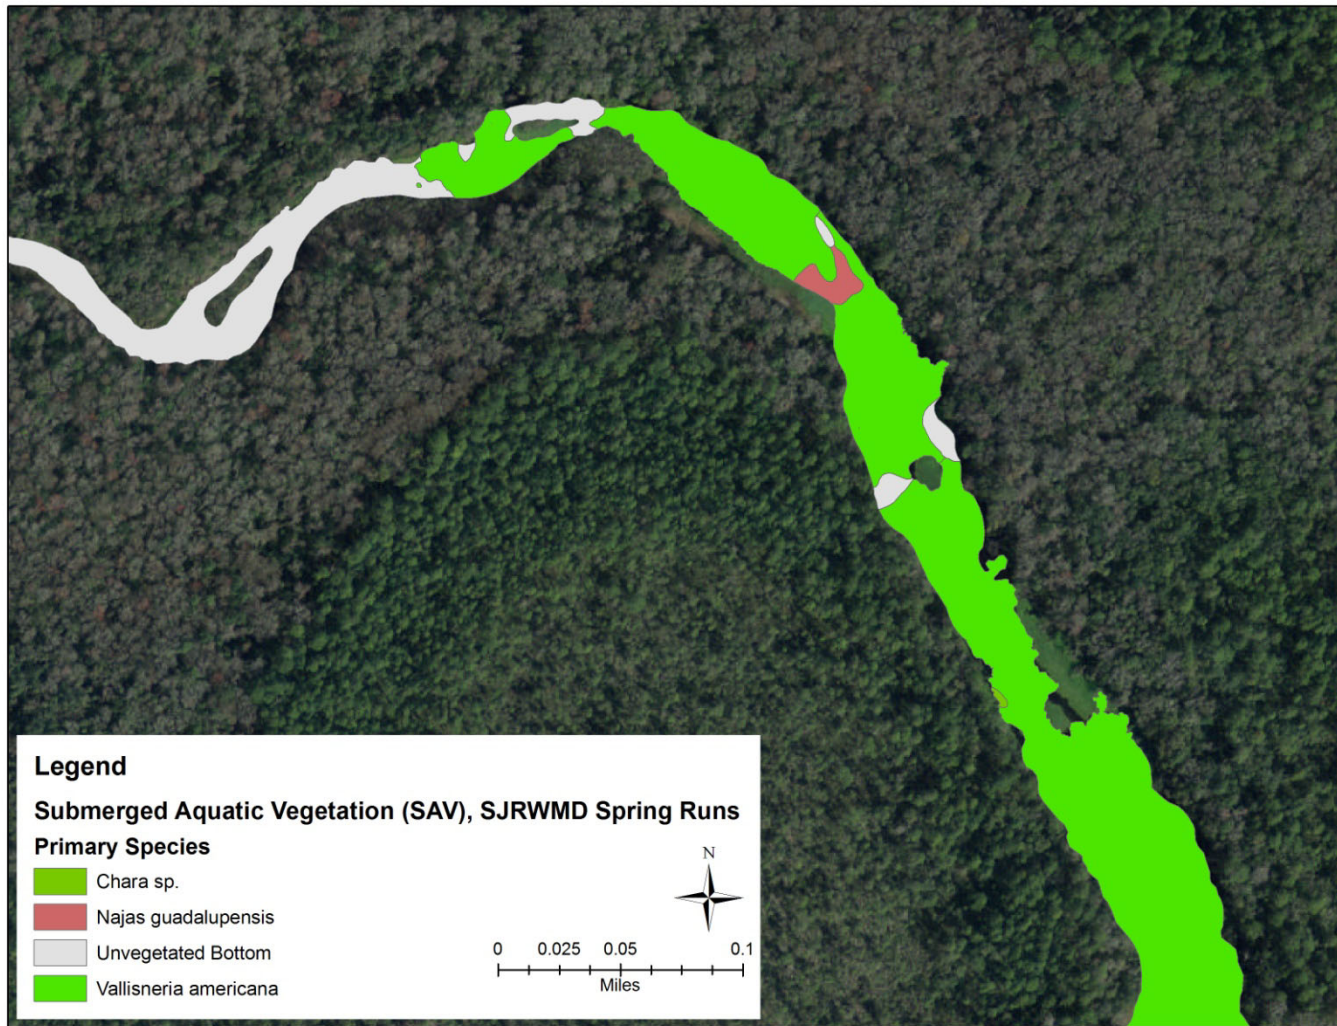 Legend
Submerged Aquatic Vegetation (SAV), SJRWMD Spring Runs
Primary Species
Chara sp.
Najas guadalupensis
Unvegetated Bottom
Vallisneria americana
N
0 0.025 0.05 0.1
Miles